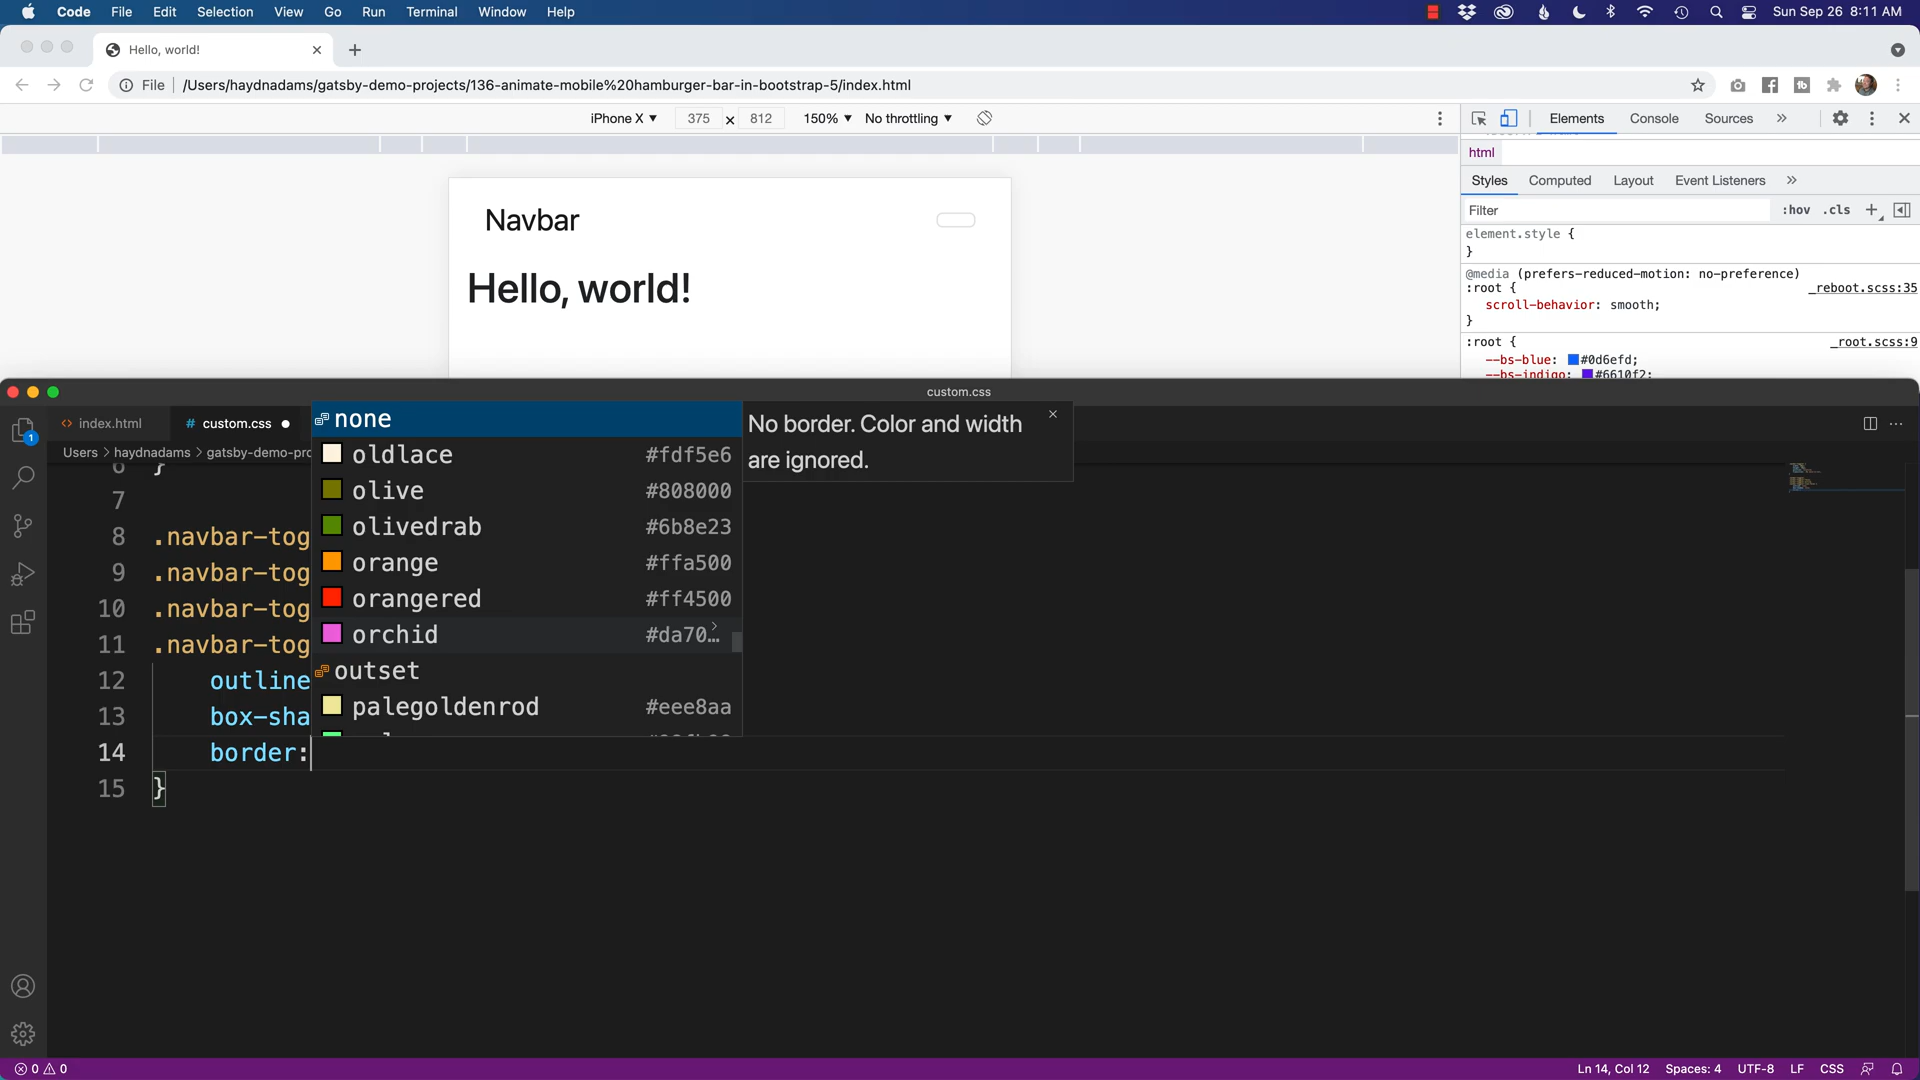 Code File Edit Selection View Go Run Terminal Window Help Sun Sep 26 8:11 AM
Hello, world!
File /Users/haydnadams/gatsby-demo-projects/136-animate-mobile%20hamburger-bar-in-bootstrap-5/index.html
iPhone X 375 × 812 150% No throttling
Elements Console Sources
html
Styles Computed Layout Event Listeners
Filter :hov .cls
element.style {
}
@media (prefers-reduced-motion: no-preference)
:root { _reboot.scss:35
scroll-behavior: smooth;
}
:root { _root.scss:9
--bs-blue: #0d6efd;
--bs-indigo: #6610f2;
Navbar
Hello, world!
custom.css
index.html
custom.css
Users > haydnadams > gatsby-demo-pro
none
oldlace #fdf5e6
olive #808000
olivedrab #6b8e23
orange #ffa500
orangered #ff4500
orchid #da70…
outset
palegoldenrod #eee8aa
No border. Color and width
are ignored.
6 }
7
8 .navbar-tog
9 .navbar-tog
10 .navbar-tog
11 .navbar-tog
12 outline
13 box-sha
14 border:
15 }
1
0 0
Ln 14, Col 12 Spaces: 4 UTF-8 LF CSS